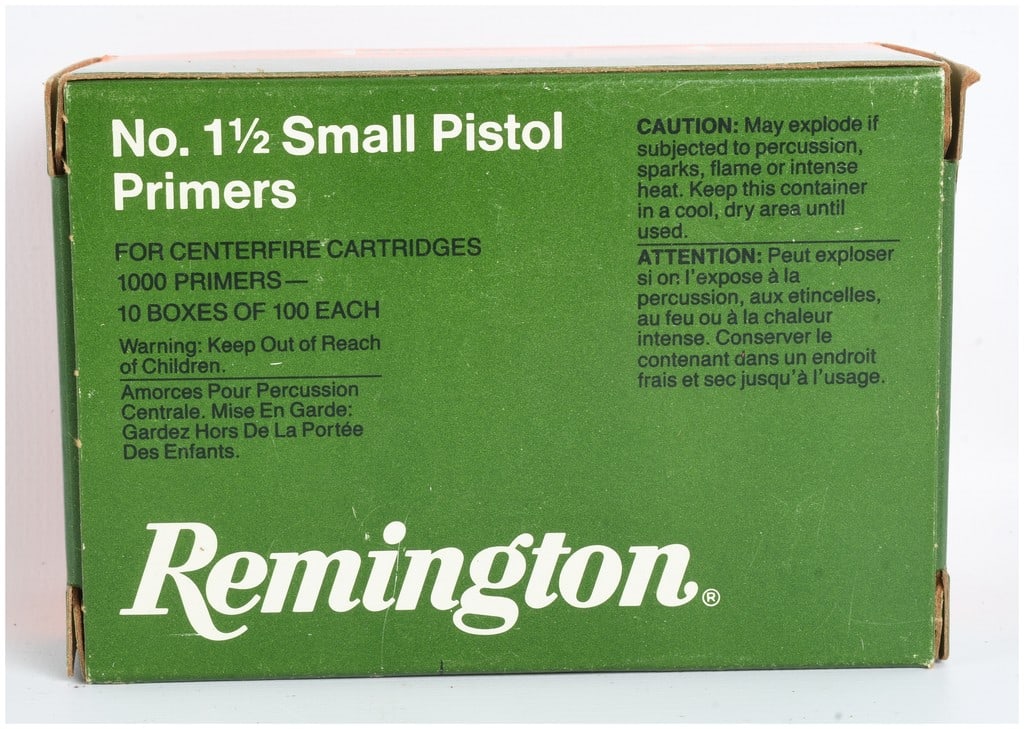 No. 1½ Small Pistol
Primers
FOR CENTERFIRE CARTRIDGES
1000 PRIMERS—
10 BOXES OF 100 EACH
Warning: Keep Out of Reach
of Children.
Amorces Pour Percussion
Centrale. Mise En Garde:
Gardez Hors De La Portée
Des Enfants.
CAUTION: May explode if
subjected to percussion,
sparks, flame or intense
heat. Keep this container
in a cool, dry area until
used.
ATTENTION: Peut exploser
si on l'expose à la
percussion, aux etincelles,
au feu ou à la chaleur
intense. Conserver le
contenant dans un endroit
frais et sec jusqu'à l'usage.
Remington®